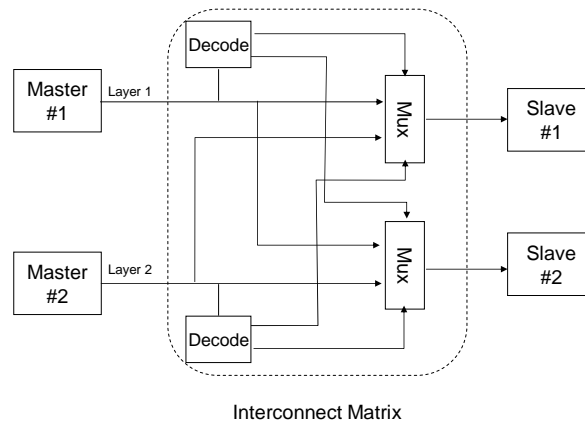 Decode
Master
#1
Layer 1
Mux
Slave
#1
Master
#2
Layer 2
Mux
Slave
#2
Decode
Interconnect Matrix